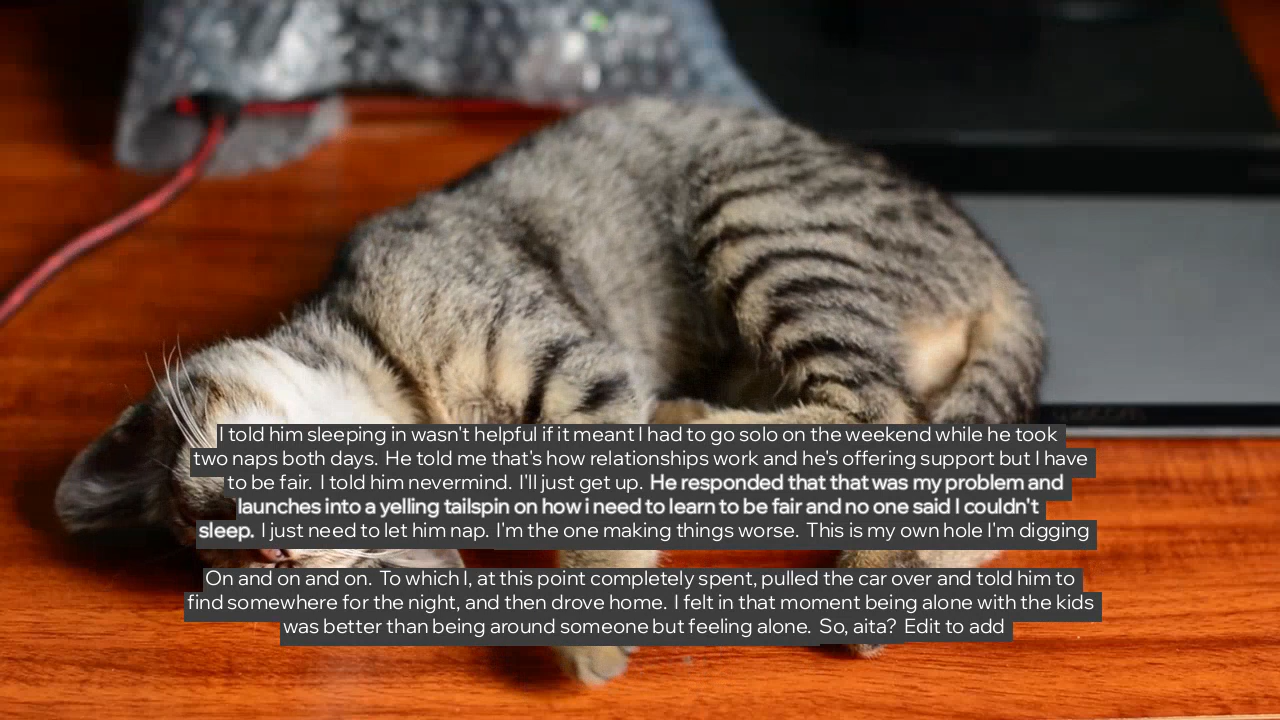 I told him sleeping in wasn't helpful if it meant I had to go solo on the weekend while he took
two naps both days. He told me that's how relationships work and he's offering support but I have
to be fair. I told him nevermind. I'll just get up. He responded that that was my problem and
launches into a yelling tailspin on how i need to learn to be fair and no one said I couldn't
sleep. I just need to let him nap. I'm the one making things worse. This is my own hole I'm digging
On and on and on. To which I, at this point completely spent, pulled the car over and told him to
find somewhere for the night, and then drove home. I felt in that moment being alone with the kids
was better than being around someone but feeling alone. So, aita? Edit to add